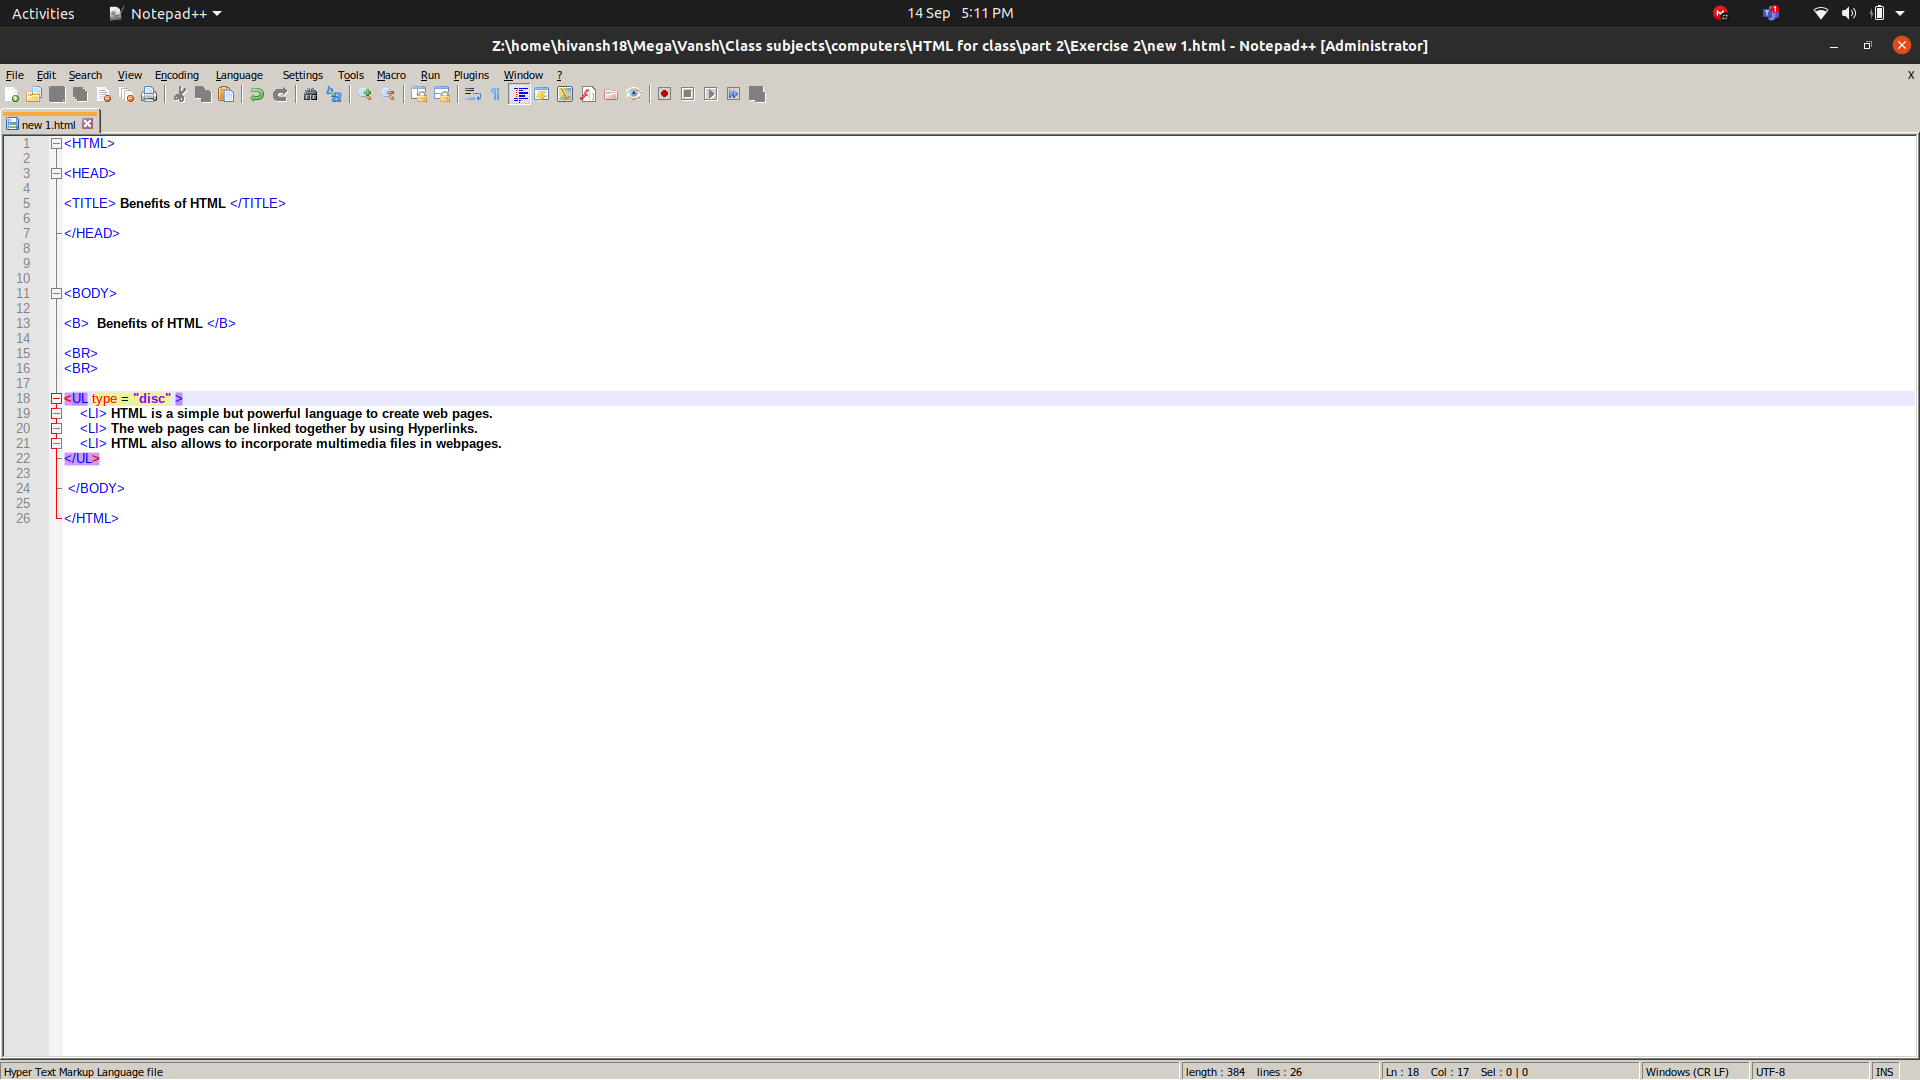 Activities Notepad++ 14 Sep 5:11 PM
Z:\home\hivansh18\Mega\Vansh\Class subjects\computers\HTML for class\part 2\Exercise 2\new 1.html - Notepad++ [Administrator]
File Edit Search View Encoding Language Settings Tools Macro Run Plugins Window ? X
new 1.html
1 <HTML>
2
3 <HEAD>
4
5 <TITLE> Benefits of HTML </TITLE>
6
7 </HEAD>
8
9
10
11 <BODY>
12
13 <B>  Benefits of HTML </B>
14
15 <BR>
16 <BR>
17
18 <UL type = "disc" >
19     <LI> HTML is a simple but powerful language to create web pages.
20     <LI> The web pages can be linked together by using Hyperlinks.
21     <LI> HTML also allows to incorporate multimedia files in webpages.
22 </UL>
23
24  </BODY>
25
26 </HTML>
Hyper Text Markup Language file length : 384 lines : 26 Ln : 18 Col : 17 Sel : 0 | 0 Windows (CR LF) UTF-8 INS